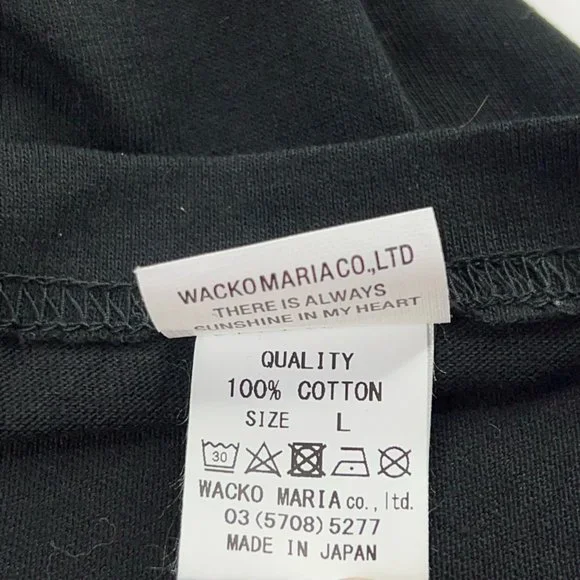 WACKO MARIA CO.,LTD
THERE IS ALWAYS
SUNSHINE IN MY HEART
QUALITY
100% COTTON
SIZE L
30
WACKO MARIA co., ltd.
03 (5708) 5277
MADE IN JAPAN